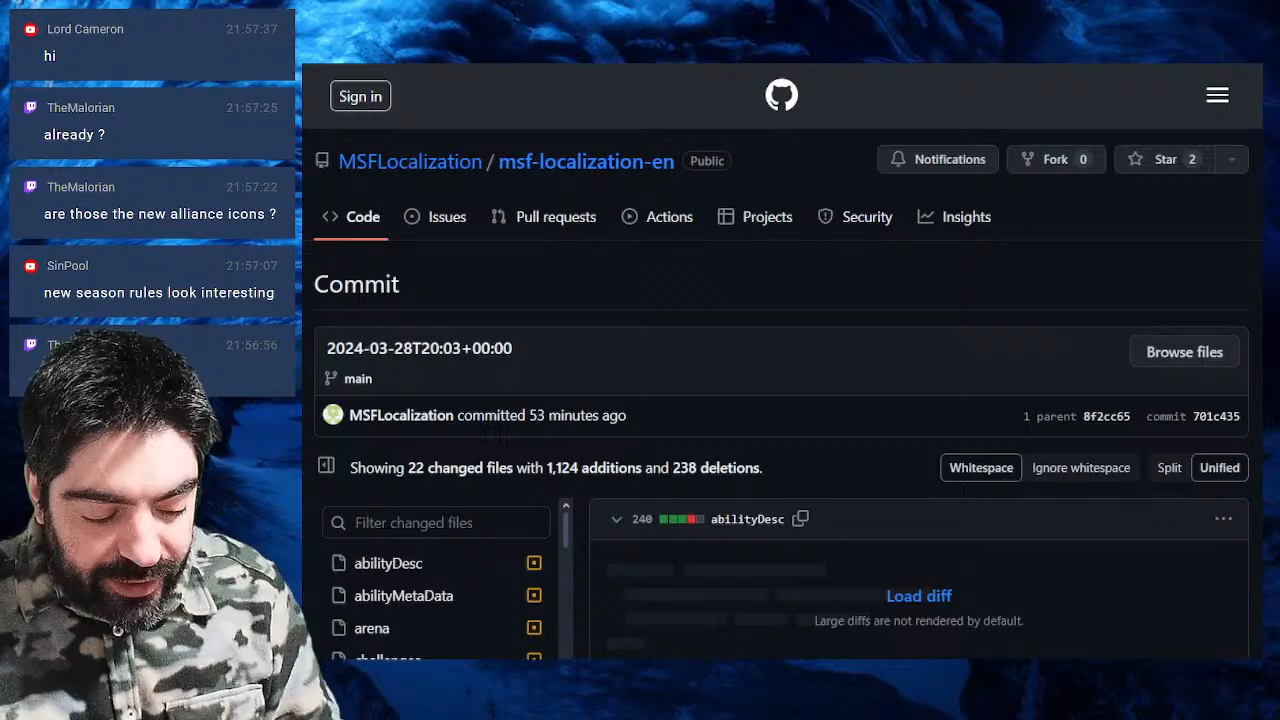 Lord Cameron 21:57:37
hi
TheMalorian 21:57:25
already ?
TheMalorian 21:57:22
are those the new alliance icons ?
SinPool 21:57:07
new season rules look interesting
21:56:56
Sign in
MSFLocalization / msf-localization-en Public
Notifications Fork 0 Star 2
Code Issues Pull requests Actions Projects Security Insights
Commit
2024-03-28T20:03+00:00
Browse files
main
MSFLocalization committed 53 minutes ago 1 parent 8f2cc65 commit 701c435
Showing 22 changed files with 1,124 additions and 238 deletions.
Whitespace Ignore whitespace Split Unified
Filter changed files
abilityDesc
abilityMetaData
arena
240 abilityDesc
Load diff
Large diffs are not rendered by default.